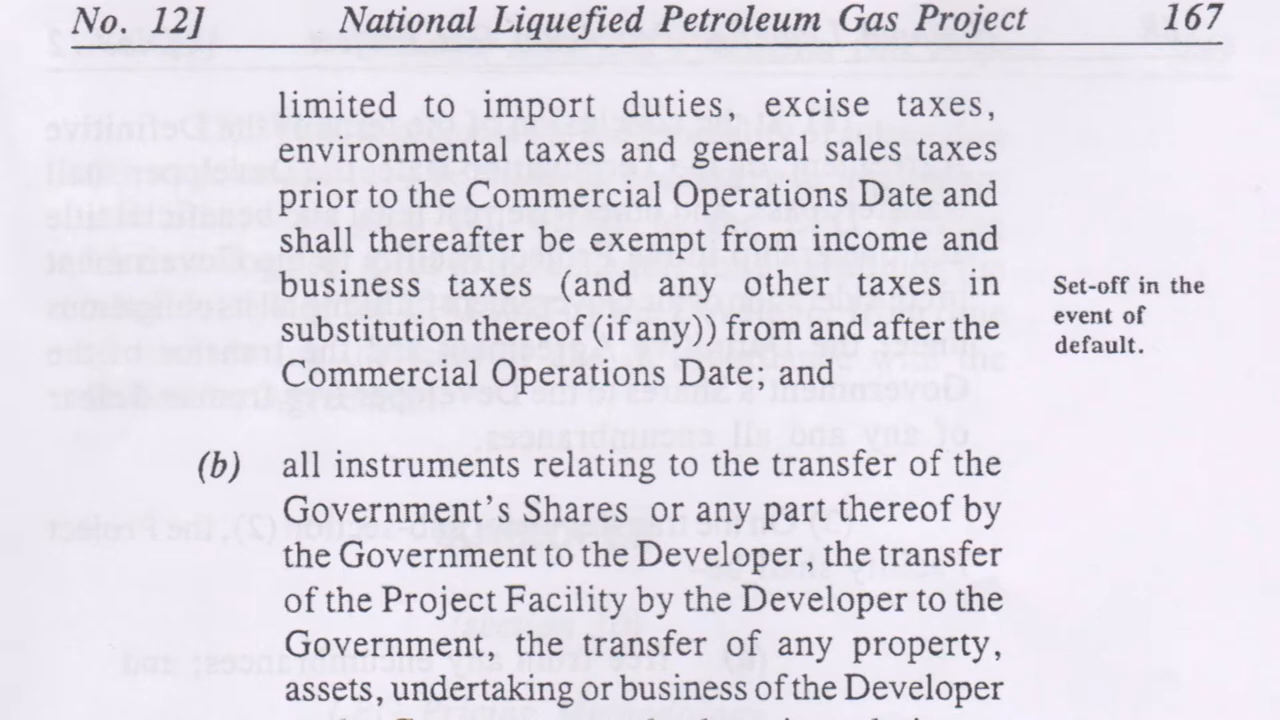 No. 12] National Liquefied Petroleum Gas Project 167
limited to import duties, excise taxes,
environmental taxes and general sales taxes
prior to the Commercial Operations Date and
shall thereafter be exempt from income and
business taxes (and any other taxes in
substitution thereof (if any)) from and after the
Commercial Operations Date; and
Set-off in the
event of
default.
(b) all instruments relating to the transfer of the
Government's Shares or any part thereof by
the Government to the Developer, the transfer
of the Project Facility by the Developer to the
Government, the transfer of any property,
assets, undertaking or business of the Developer